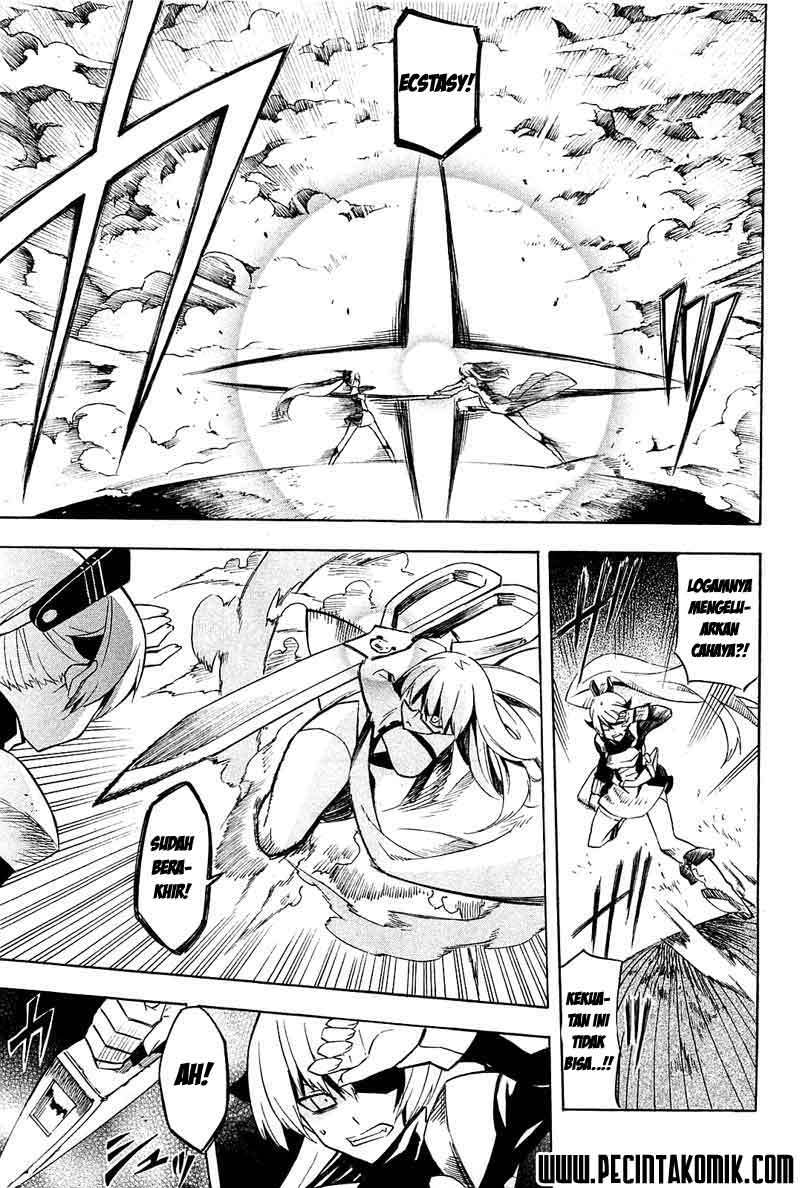 ECSTASY!
LOGAMNYA
MENGELU-
ARKAN
CAHAYA?!
KEKUA-
TAN INI
TIDAK
BISA..!!
SUDAH
BERA-
KHIR!
AH!
WWW.PECINTAKOMIK.COM